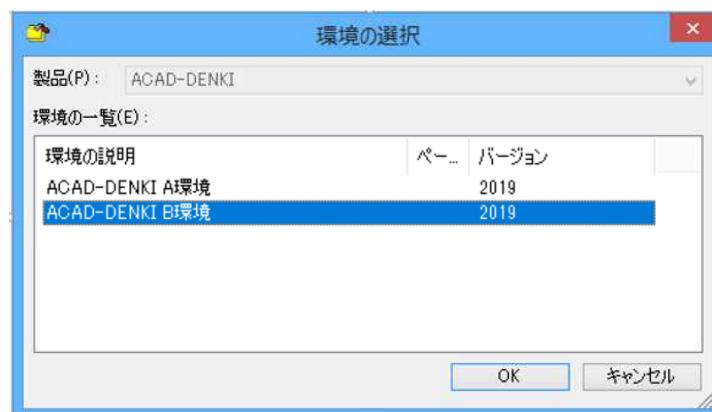 環境の選択
製品(P): ACAD-DENKI
環境の一覧(E):
環境の説明 ペー... バージョン
ACAD-DENKI A環境 2019
ACAD-DENKI B環境 2019
OK キャンセル